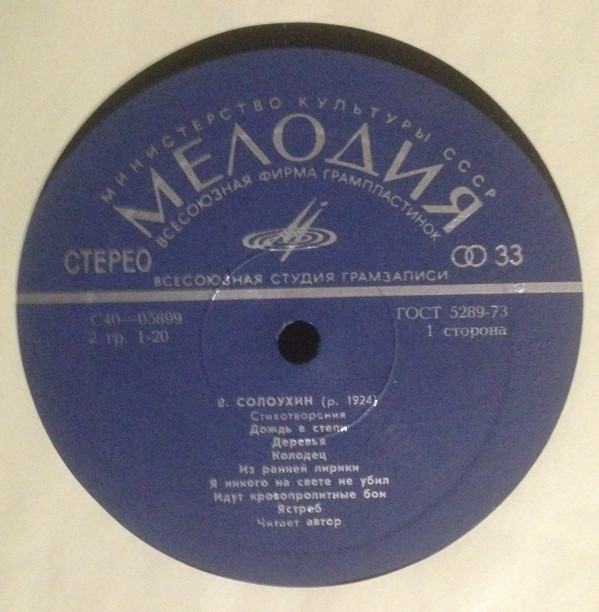 МИНИСТЕРСТВО КУЛЬТУРЫ СССР
МЕЛОДИЯ
ВСЕСОЮЗНАЯ ФИРМА ГРАМПЛАСТИНОК
СТЕРЕО
33
ВСЕСОЮЗНАЯ СТУДИЯ ГРАМЗАПИСИ
С40—05899
ГОСТ 5289-73
2 гр. 1-20
1 сторона
В. СОЛОУХИН (р. 1924)
Стихотворения
Дождь в степи
Деревья
Колодец
Из ранней лирики
Я никого на свете не убил
Идут кровопролитные бои
Ястреб
Читает автор